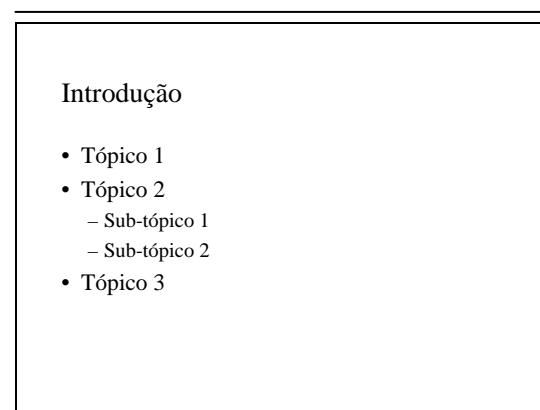 Introdução
• Tópico 1
• Tópico 2
– Sub-tópico 1
– Sub-tópico 2
• Tópico 3